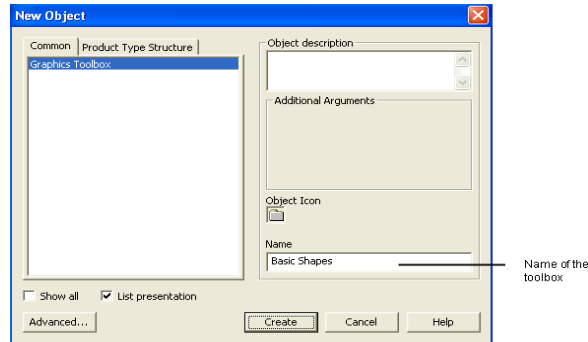 New Object
Common
Product Type Structure
Graphics Toolbox
Object description
Additional Arguments
Object Icon
Name
Basic Shapes
Name of the
toolbox
Show all
List presentation
Advanced...
Create
Cancel
Help